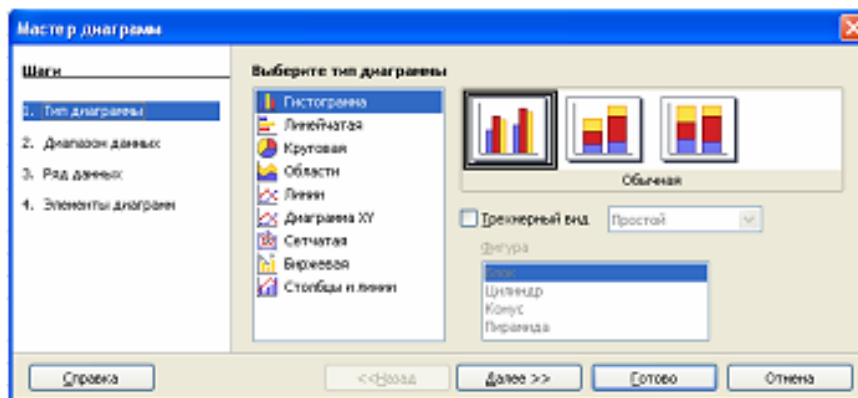 Мастер диаграмм
Шаги
1. Тип диаграммы
2. Диапазон данных
3. Ряд данных
4. Элементы диаграмм
Выберите тип диаграммы
Гистограмма
Линейчатая
Круговая
Области
Линии
Диаграмма XY
Сетчатая
Биржевая
Столбцы и линии
Обычная
Трехмерный вид
Простой
Фигура
Блок
Цилиндр
Конус
Пирамида
Справка
<<Назад
Далее >>
Готово
Отмена